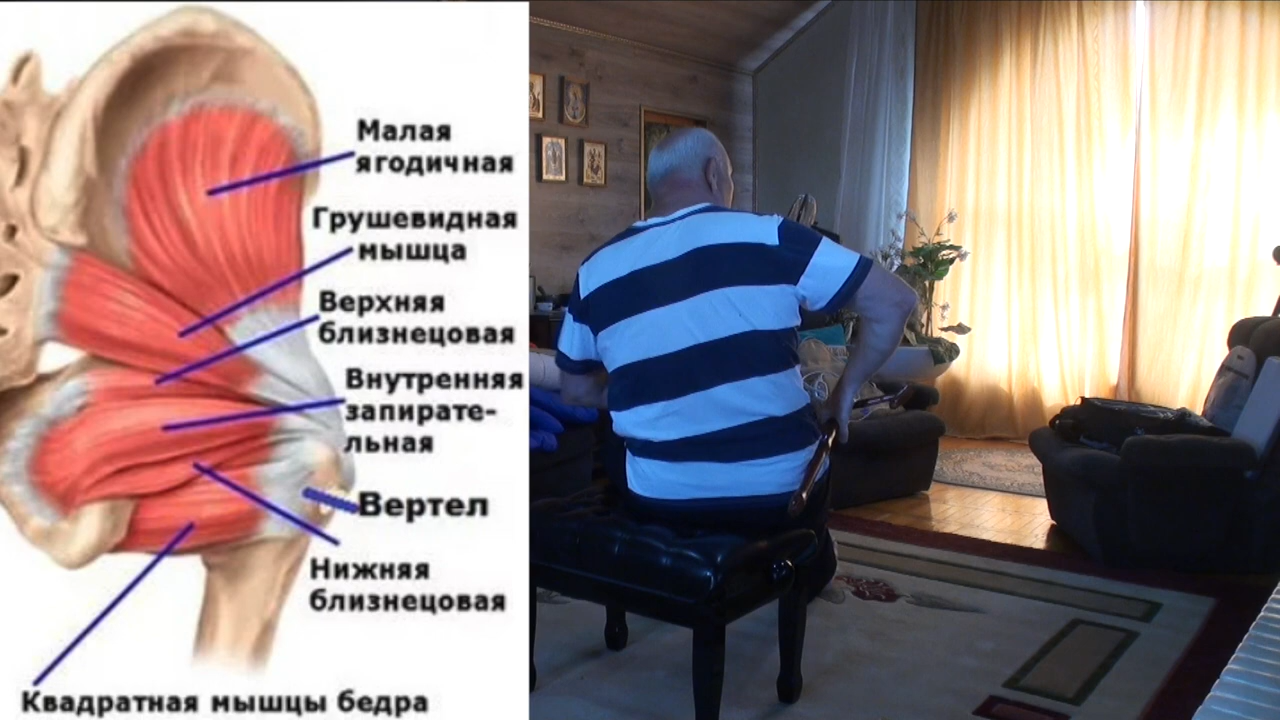 Малая
ягодичная
Грушевидная
мышца
Верхняя
близнецовая
Внутренняя
запирате-
льная
Вертел
Нижняя
близнецовая
Квадратная мышцы бедра